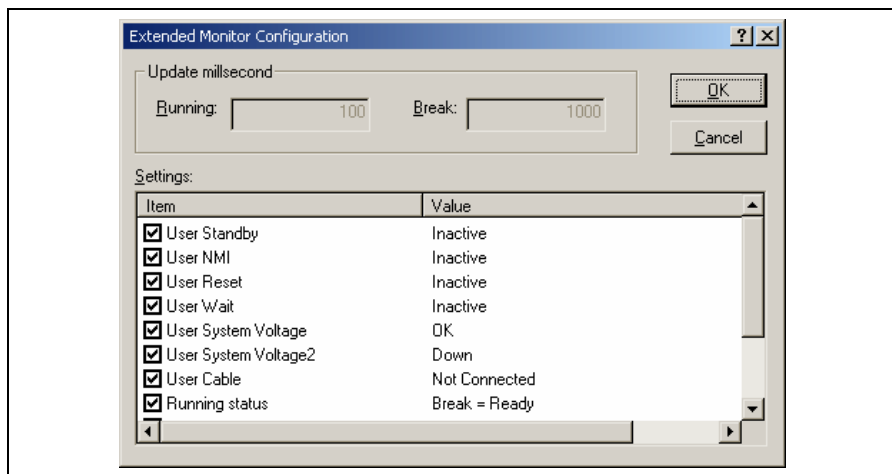 Extended Monitor Configuration
Update millsecond
Running: 100 Break: 1000
OK
Cancel
Settings:
Item Value
User Standby Inactive
User NMI Inactive
User Reset Inactive
User Wait Inactive
User System Voltage OK
User System Voltage2 Down
User Cable Not Connected
Running status Break = Ready